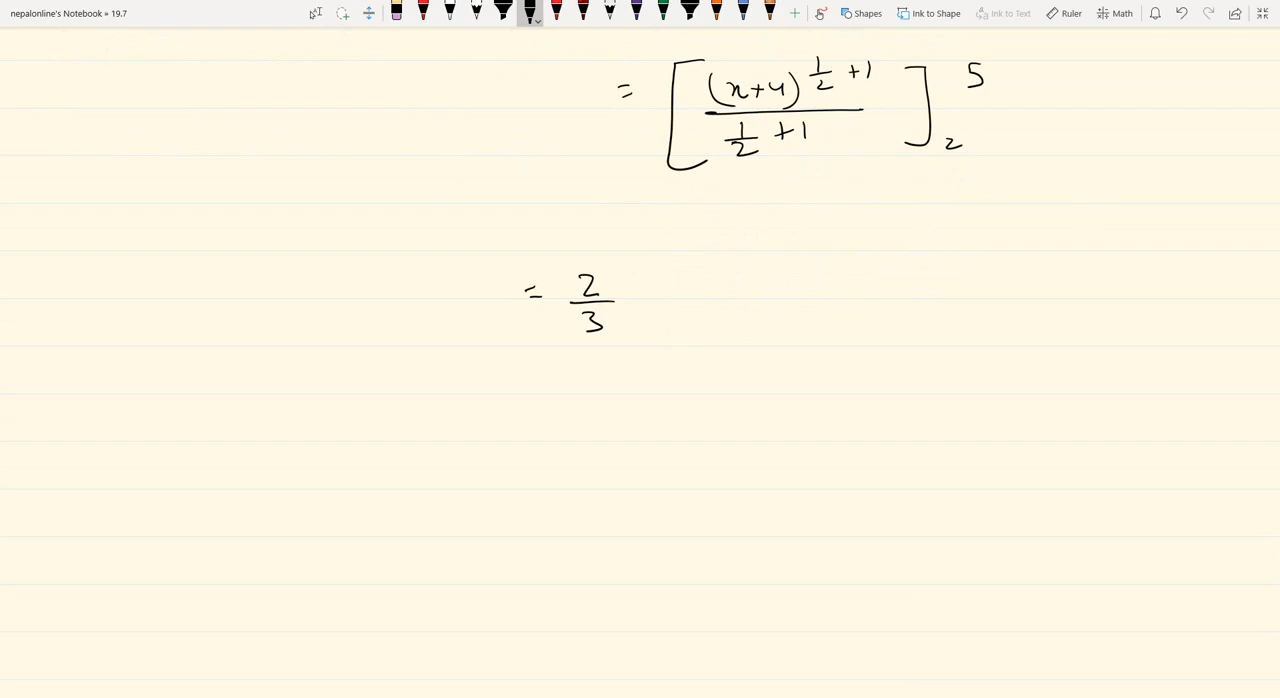 nepalonline's Notebook » 19.7 Shapes Ink to Shape Ink to Text Ruler Math
= [ (x+4)^{1/2 + 1} / (1/2 + 1) ]_2^5
= 2/3